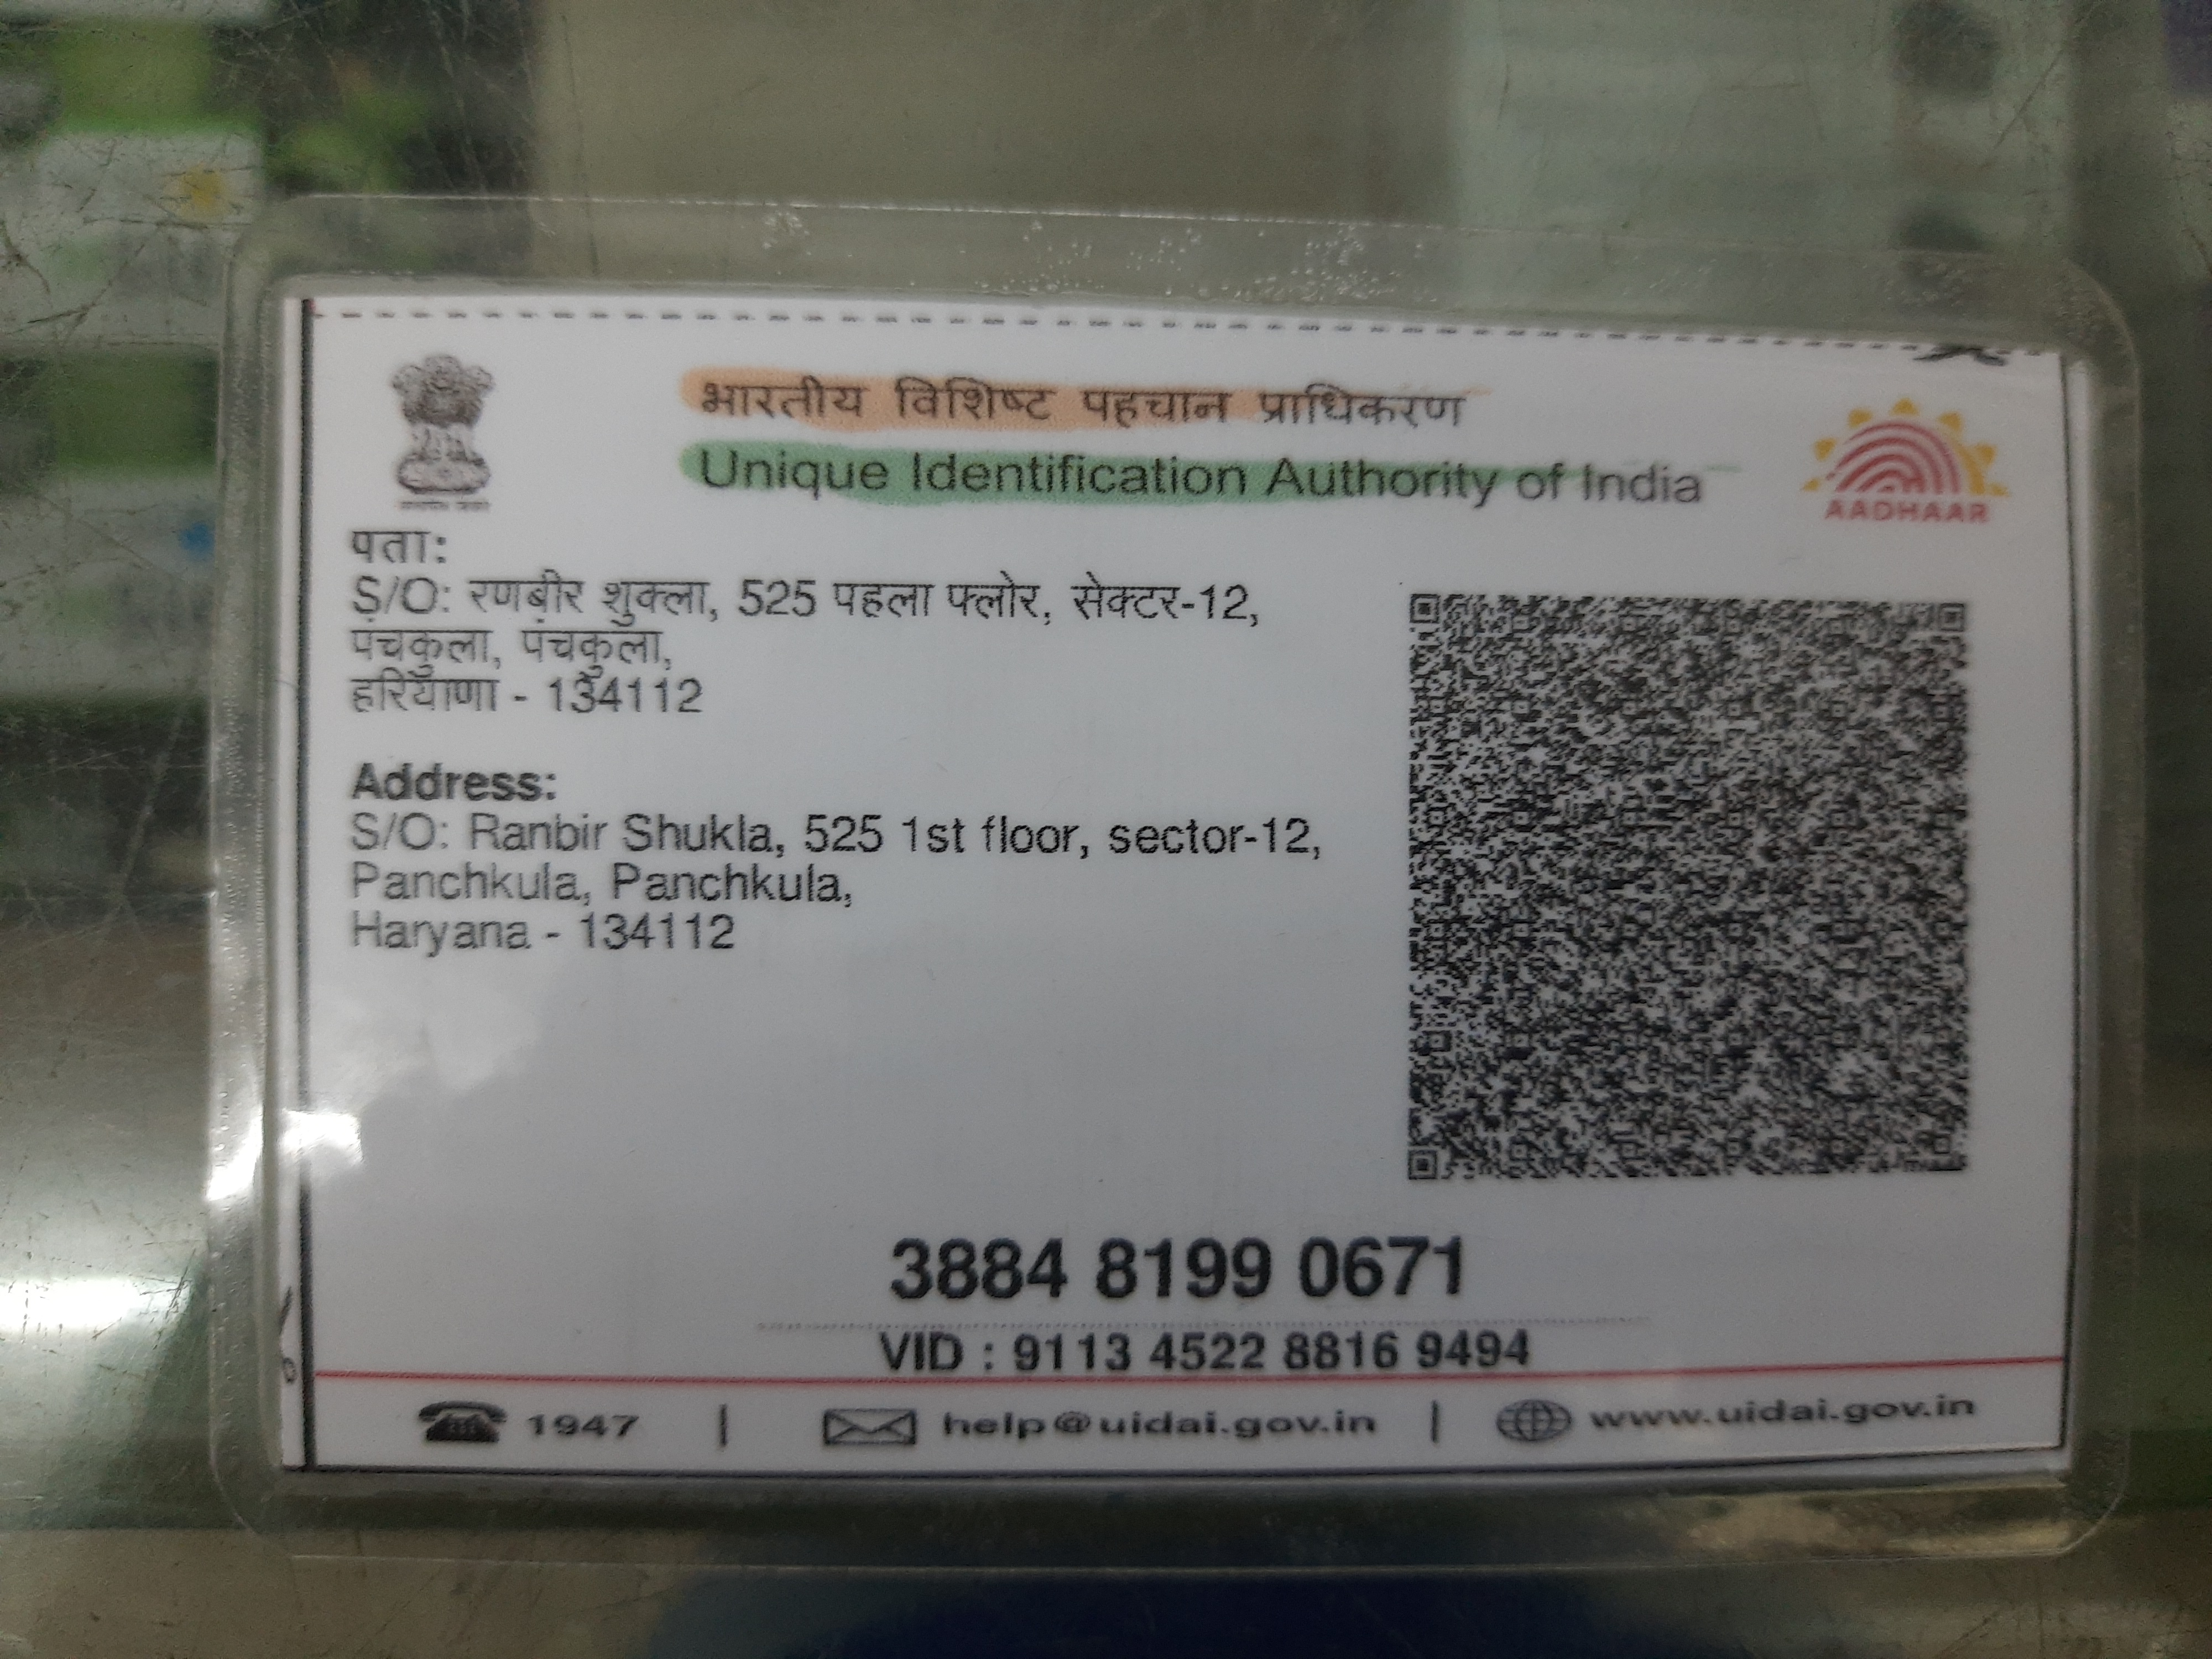 भारतीय विशिष्ट पहचान प्राधिकरण
Unique Identification Authority of India
AADHAAR
पता:
S/O: रणबीर शुक्ला, 525 पहला फ्लोर, सेक्टर-12,
पंचकुला, पंचकुला,
हरियाणा - 134112
Address:
S/O: Ranbir Shukla, 525 1st floor, sector-12,
Panchkula, Panchkula,
Haryana - 134112
3884 8199 0671
VID : 9113 4522 8816 9494
1947 | help@uidai.gov.in | www.uidai.gov.in